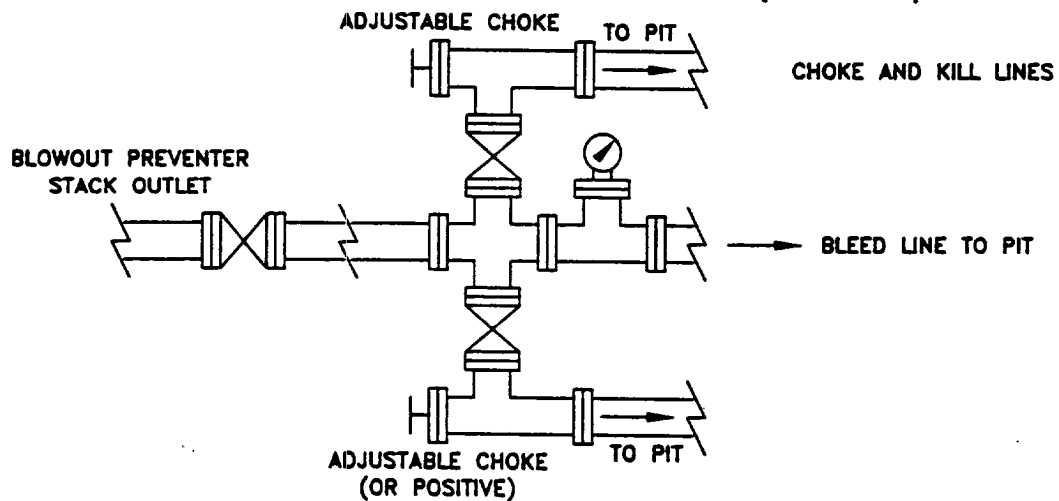 ADJUSTABLE CHOKE
TO PIT
CHOKE AND KILL LINES
BLOWOUT PREVENTER
STACK OUTLET
BLEED LINE TO PIT
ADJUSTABLE CHOKE
(OR POSITIVE)
TO PIT